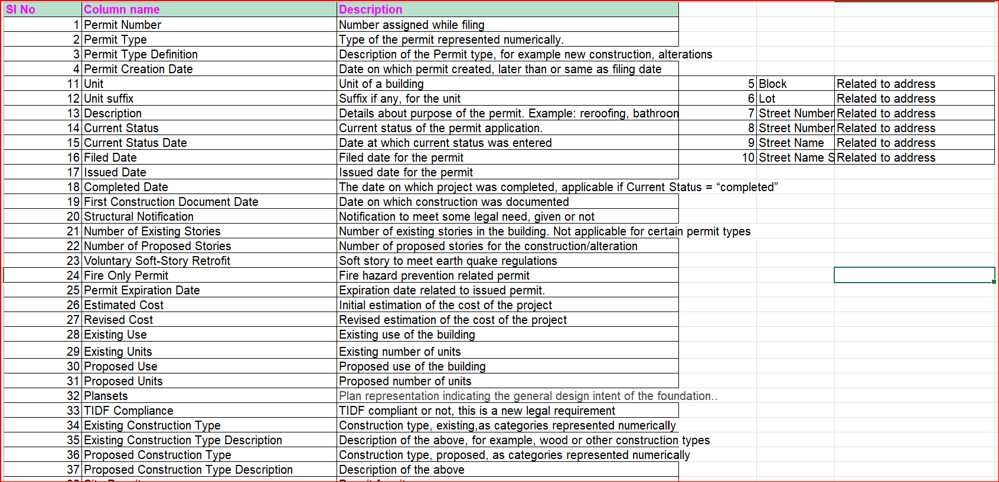 Sl No Column name Description
1 Permit Number Number assigned while filing
2 Permit Type Type of the permit represented numerically.
3 Permit Type Definition Description of the Permit type, for example new construction, alterations
4 Permit Creation Date Date on which permit created, later than or same as filing date
11 Unit Unit of a building 5 Block Related to address
12 Unit suffix Suffix if any, for the unit 6 Lot Related to address
13 Description Details about purpose of the permit. Example: reroofing, bathroon 7 Street Number Related to address
14 Current Status Current status of the permit application. 8 Street Number Related to address
15 Current Status Date Date at which current status was entered 9 Street Name Related to address
16 Filed Date Filed date for the permit 10 Street Name S Related to address
17 Issued Date Issued date for the permit
18 Completed Date The date on which project was completed, applicable if Current Status = “completed”
19 First Construction Document Date Date on which construction was documented
20 Structural Notification Notification to meet some legal need, given or not
21 Number of Existing Stories Number of existing stories in the building. Not applicable for certain permit types
22 Number of Proposed Stories Number of proposed stories for the construction/alteration
23 Voluntary Soft-Story Retrofit Soft story to meet earth quake regulations
24 Fire Only Permit Fire hazard prevention related permit
25 Permit Expiration Date Expiration date related to issued permit.
26 Estimated Cost Initial estimation of the cost of the project
27 Revised Cost Revised estimation of the cost of the project
28 Existing Use Existing use of the building
29 Existing Units Existing number of units
30 Proposed Use Proposed use of the building
31 Proposed Units Proposed number of units
32 Plansets Plan representation indicating the general design intent of the foundation..
33 TIDF Compliance TIDF compliant or not, this is a new legal requirement
34 Existing Construction Type Construction type, existing,as categories represented numerically
35 Existing Construction Type Description Description of the above, for example, wood or other construction types
36 Proposed Construction Type Construction type, proposed, as categories represented numerically
37 Proposed Construction Type Description Description of the above